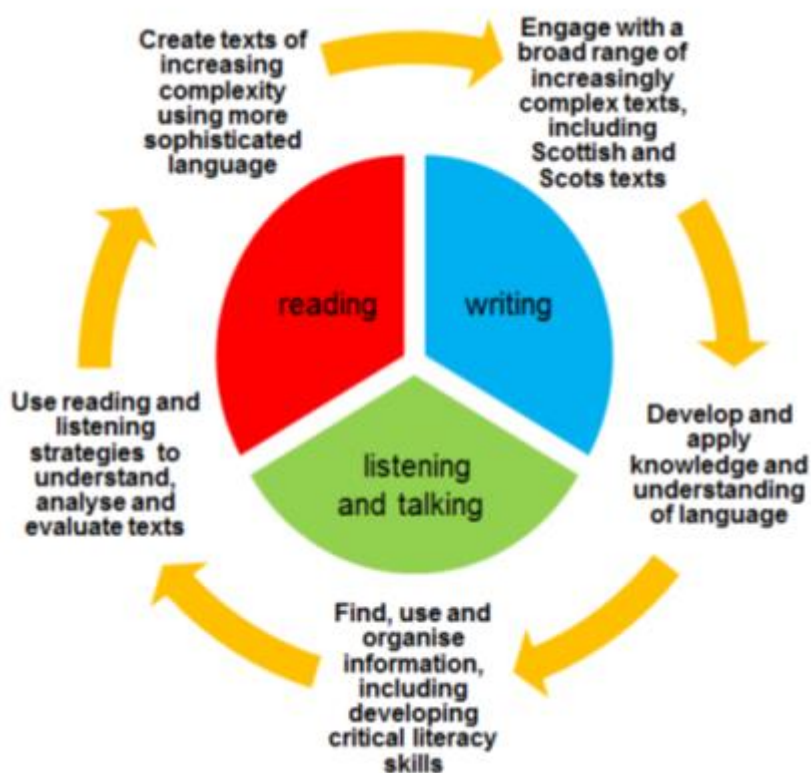 Create texts of
increasing
complexity
using more
sophisticated
language
Engage with a
broad range of
increasingly
complex texts,
including
Scottish and
Scots texts
reading
writing
listening
and talking
Develop and
apply
knowledge and
understanding
of language
Find, use and
organise
information,
including
developing
critical literacy
skills
Use reading and
listening
strategies to
understand,
analyse and
evaluate texts